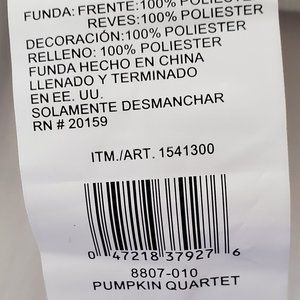 FUNDA: FRENTE:100% POLIESTER
REVES:100% POLIESTER
DECORACIÓN:100% POLIESTER
RELLENO: 100% POLIESTER
FUNDA HECHO EN CHINA
LLENADO Y TERMINADO
EN EE. UU.
SOLAMENTE DESMANCHAR
RN # 20159
ITM./ART. 1541300
0 47218 37927 6
8807-010
PUMPKIN QUARTET